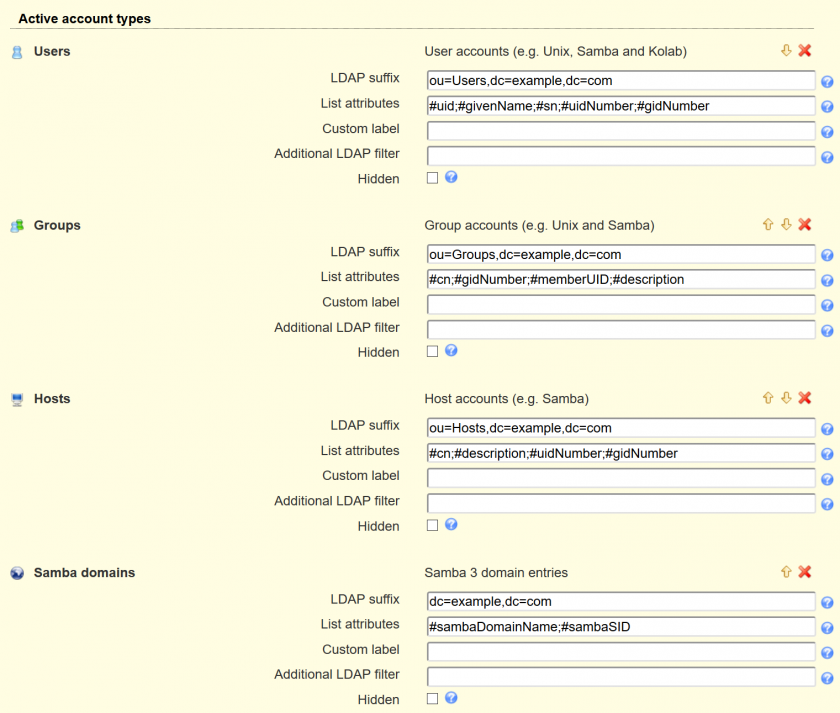 Active account types
Users User accounts (e.g. Unix, Samba and Kolab)
LDAP suffix ou=Users,dc=example,dc=com
List attributes #uid;#givenName;#sn;#uidNumber;#gidNumber
Custom label
Additional LDAP filter
Hidden
Groups Group accounts (e.g. Unix and Samba)
LDAP suffix ou=Groups,dc=example,dc=com
List attributes #cn;#gidNumber;#memberUID;#description
Custom label
Additional LDAP filter
Hidden
Hosts Host accounts (e.g. Samba)
LDAP suffix ou=Hosts,dc=example,dc=com
List attributes #cn;#description;#uidNumber;#gidNumber
Custom label
Additional LDAP filter
Hidden
Samba domains Samba 3 domain entries
LDAP suffix dc=example,dc=com
List attributes #sambaDomainName;#sambaSID
Custom label
Additional LDAP filter
Hidden